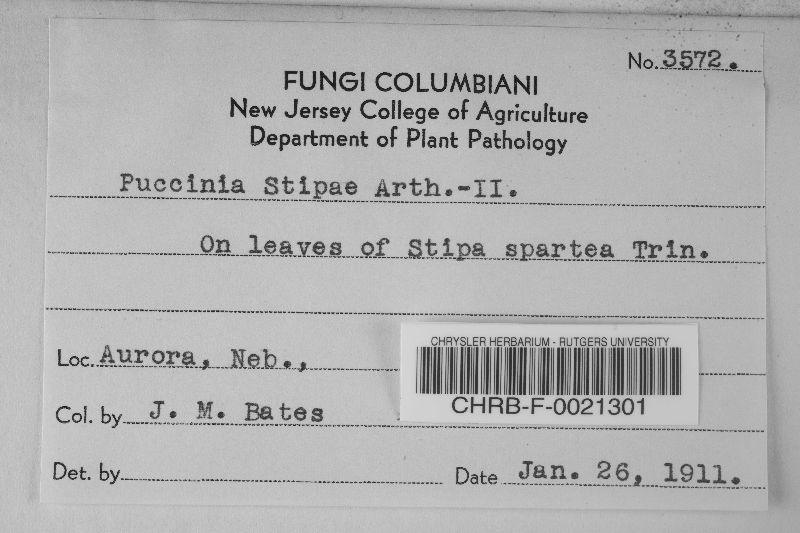 No. 3572.
FUNGI COLUMBIANI
New Jersey College of Agriculture
Department of Plant Pathology
Puccinia Stipae Arth.-II.
On leaves of Stipa spartea Trin.
Loc. Aurora, Neb.,
CHRYSLER HERBARIUM - RUTGERS UNIVERSITY
CHRB-F-0021301
Col. by J. M. Bates
Det. by
Date Jan. 26, 1911.